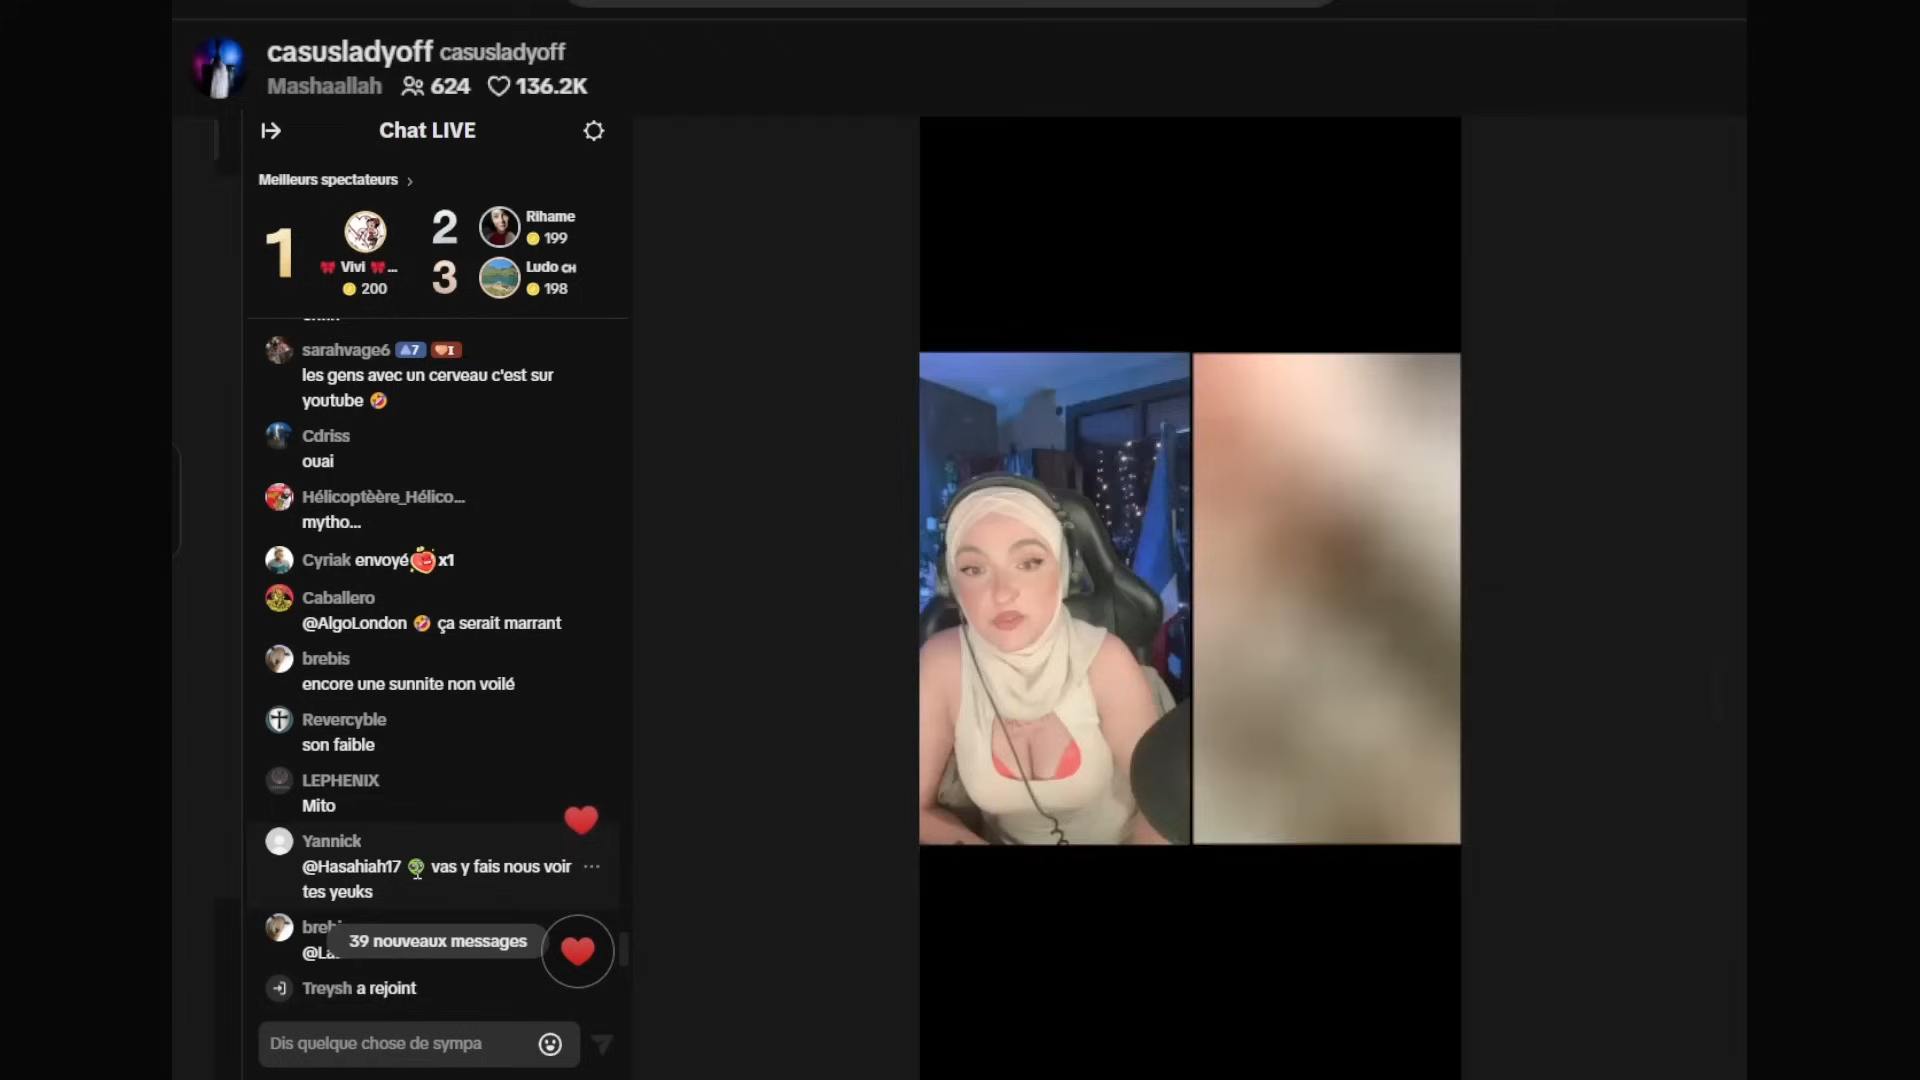 casusladyoff casusladyoff
Mashaallah 624 136.2K
Chat LIVE
Meilleurs spectateurs
1
Vivi ...
200
2
Rihame
199
3
Ludo CH
198
sarahvage6 7 I
les gens avec un cerveau c'est sur
youtube 🤣
Cdriss
ouai
Hélicoptèère_Hélico...
mytho...
Cyriak envoyé x1
Caballero
@AlgoLondon 🤣 ça serait marrant
brebis
encore une sunnite non voilé
Revercyble
son faible
LEPHENIX
Mito
Yannick
@Hasahiah17 vas y fais nous voir
tes yeuks
39 nouveaux messages
Treysh a rejoint
Dis quelque chose de sympa